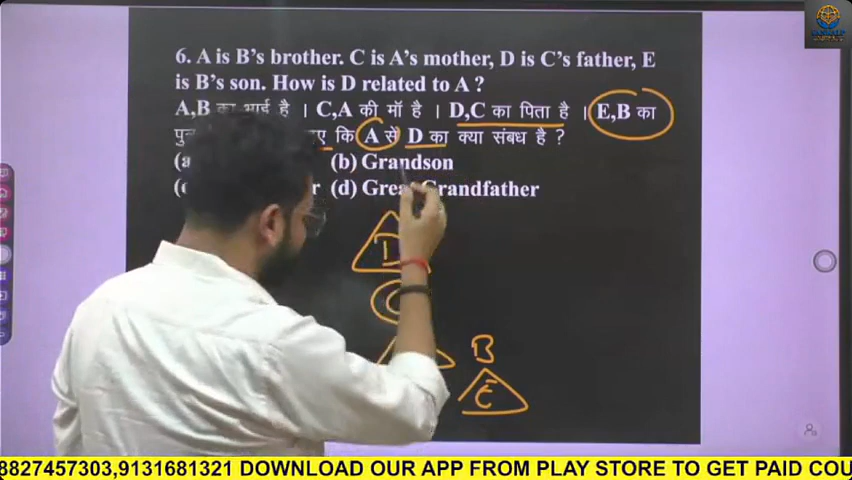 6. A is B's brother. C is A's mother, D is C's father, E
is B's son. How is D related to A ?
A,B का भाई है । C,A की माँ है । D,C का पिता है । E,B का
कि A से D का क्या संबध है ?
(b) Grandson
(d) Great Grandfather
D
B
E
8827457303,9131681321 DOWNLOAD OUR APP FROM PLAY STORE TO GET PAID COU